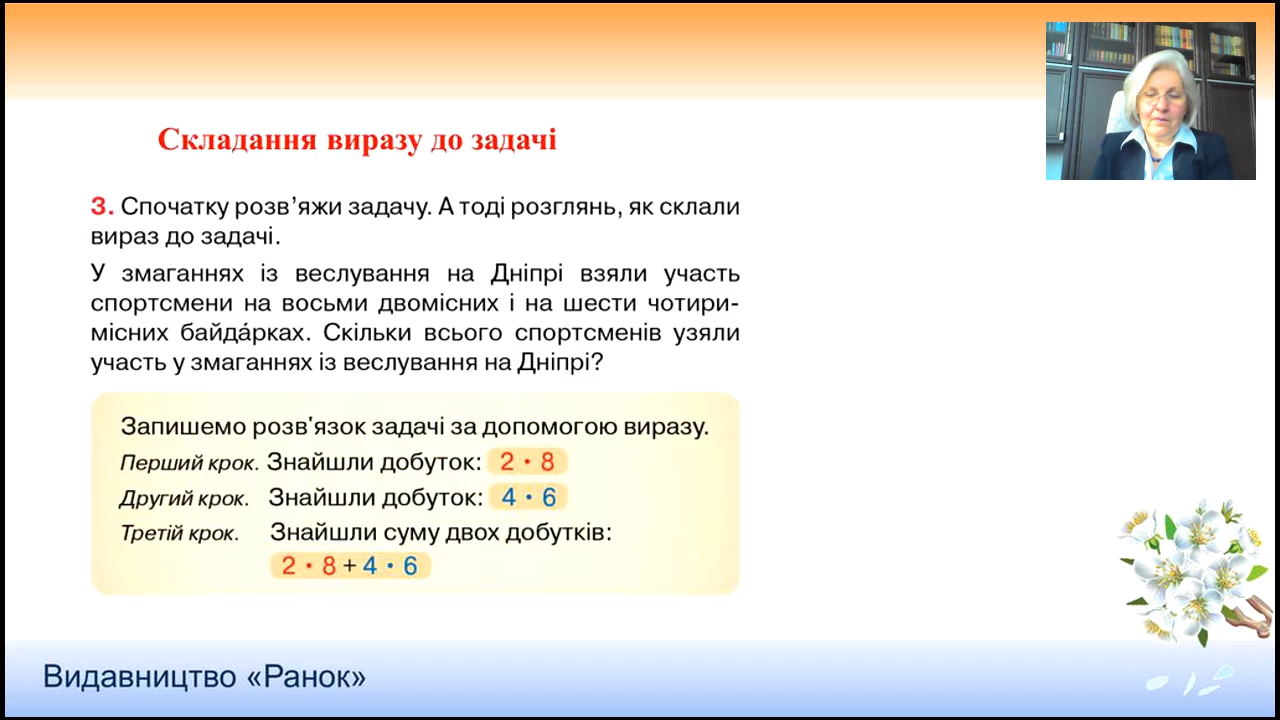 Складання виразу до задачі
3. Спочатку розв’яжи задачу. А тоді розглянь, як склали
вираз до задачі.
У змаганнях із веслування на Дніпрі взяли участь
спортсмени на восьми двомісних і на шести чотири-
місних байда́рках. Скільки всього спортсменів узяли
участь у змаганнях із веслування на Дніпрі?
Запишемо розв'язок задачі за допомогою виразу.
Перший крок. Знайшли добуток: 2 · 8
Другий крок. Знайшли добуток: 4 · 6
Третій крок. Знайшли суму двох добутків:
2 · 8 + 4 · 6
Видавництво «Ранок»